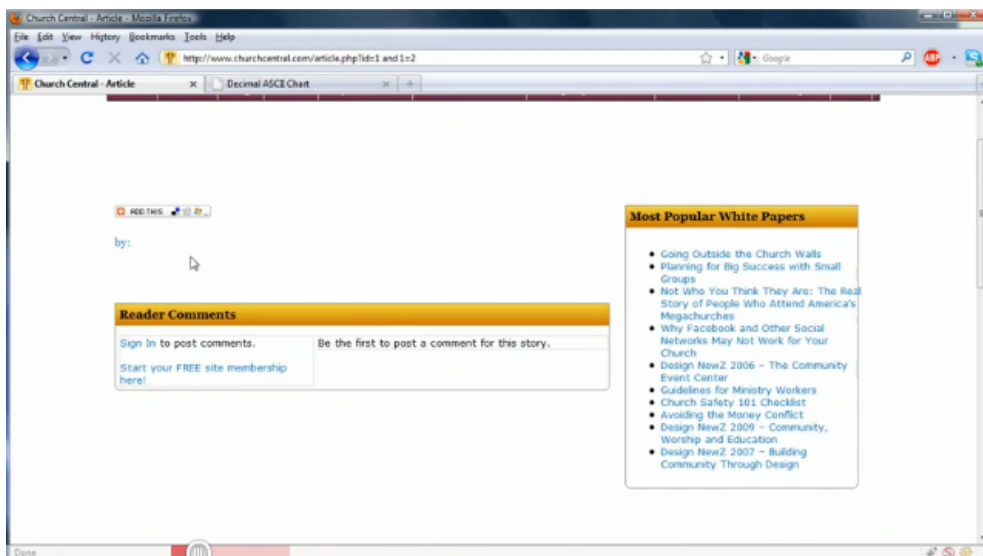 Church Central - Article - Mozilla Firefox
File Edit View History Bookmarks Tools Help
http://www.churchcentral.com/article.php?id=1 and 1=2
Google
ABP
Church Central - Article
Decimal ASCII Chart
ADD THIS
by:
Most Popular White Papers
Going Outside the Church Walls
Planning for Big Success with Small
Groups
Not Who You Think They Are: The Real
Story of People Who Attend America's
Megachurches
Why Facebook and Other Social
Networks May Not Work for Your
Church
Design NewZ 2006 – The Community
Event Center
Guidelines for Ministry Workers
Church Safety 101 Checklist
Avoiding the Money Conflict
Design NewZ 2009 – Community,
Worship and Education
Design NewZ 2007 – Building
Community Through Design
Reader Comments
Sign In to post comments.
Start your FREE site membership
here!
Be the first to post a comment for this story.
Done